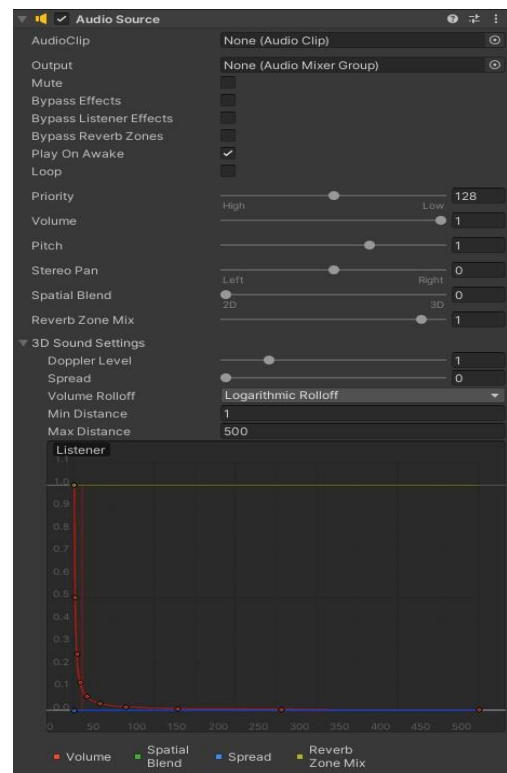 Audio Source
AudioClip None (Audio Clip)
Output None (Audio Mixer Group)
Mute
Bypass Effects
Bypass Listener Effects
Bypass Reverb Zones
Play On Awake
Loop
Priority 128
High Low
Volume 1
Pitch 1
Stereo Pan 0
Left Right
Spatial Blend 0
2D 3D
Reverb Zone Mix 1
3D Sound Settings
Doppler Level 1
Spread 0
Volume Rolloff Logarithmic Rolloff
Min Distance 1
Max Distance 500
Listener
1.1
1.0
0.9
0.8
0.7
0.6
0.5
0.4
0.3
0.2
0.1
0.0
0 50 100 150 200 250 300 350 400 450 500
Volume Spatial Blend Spread Reverb Zone Mix